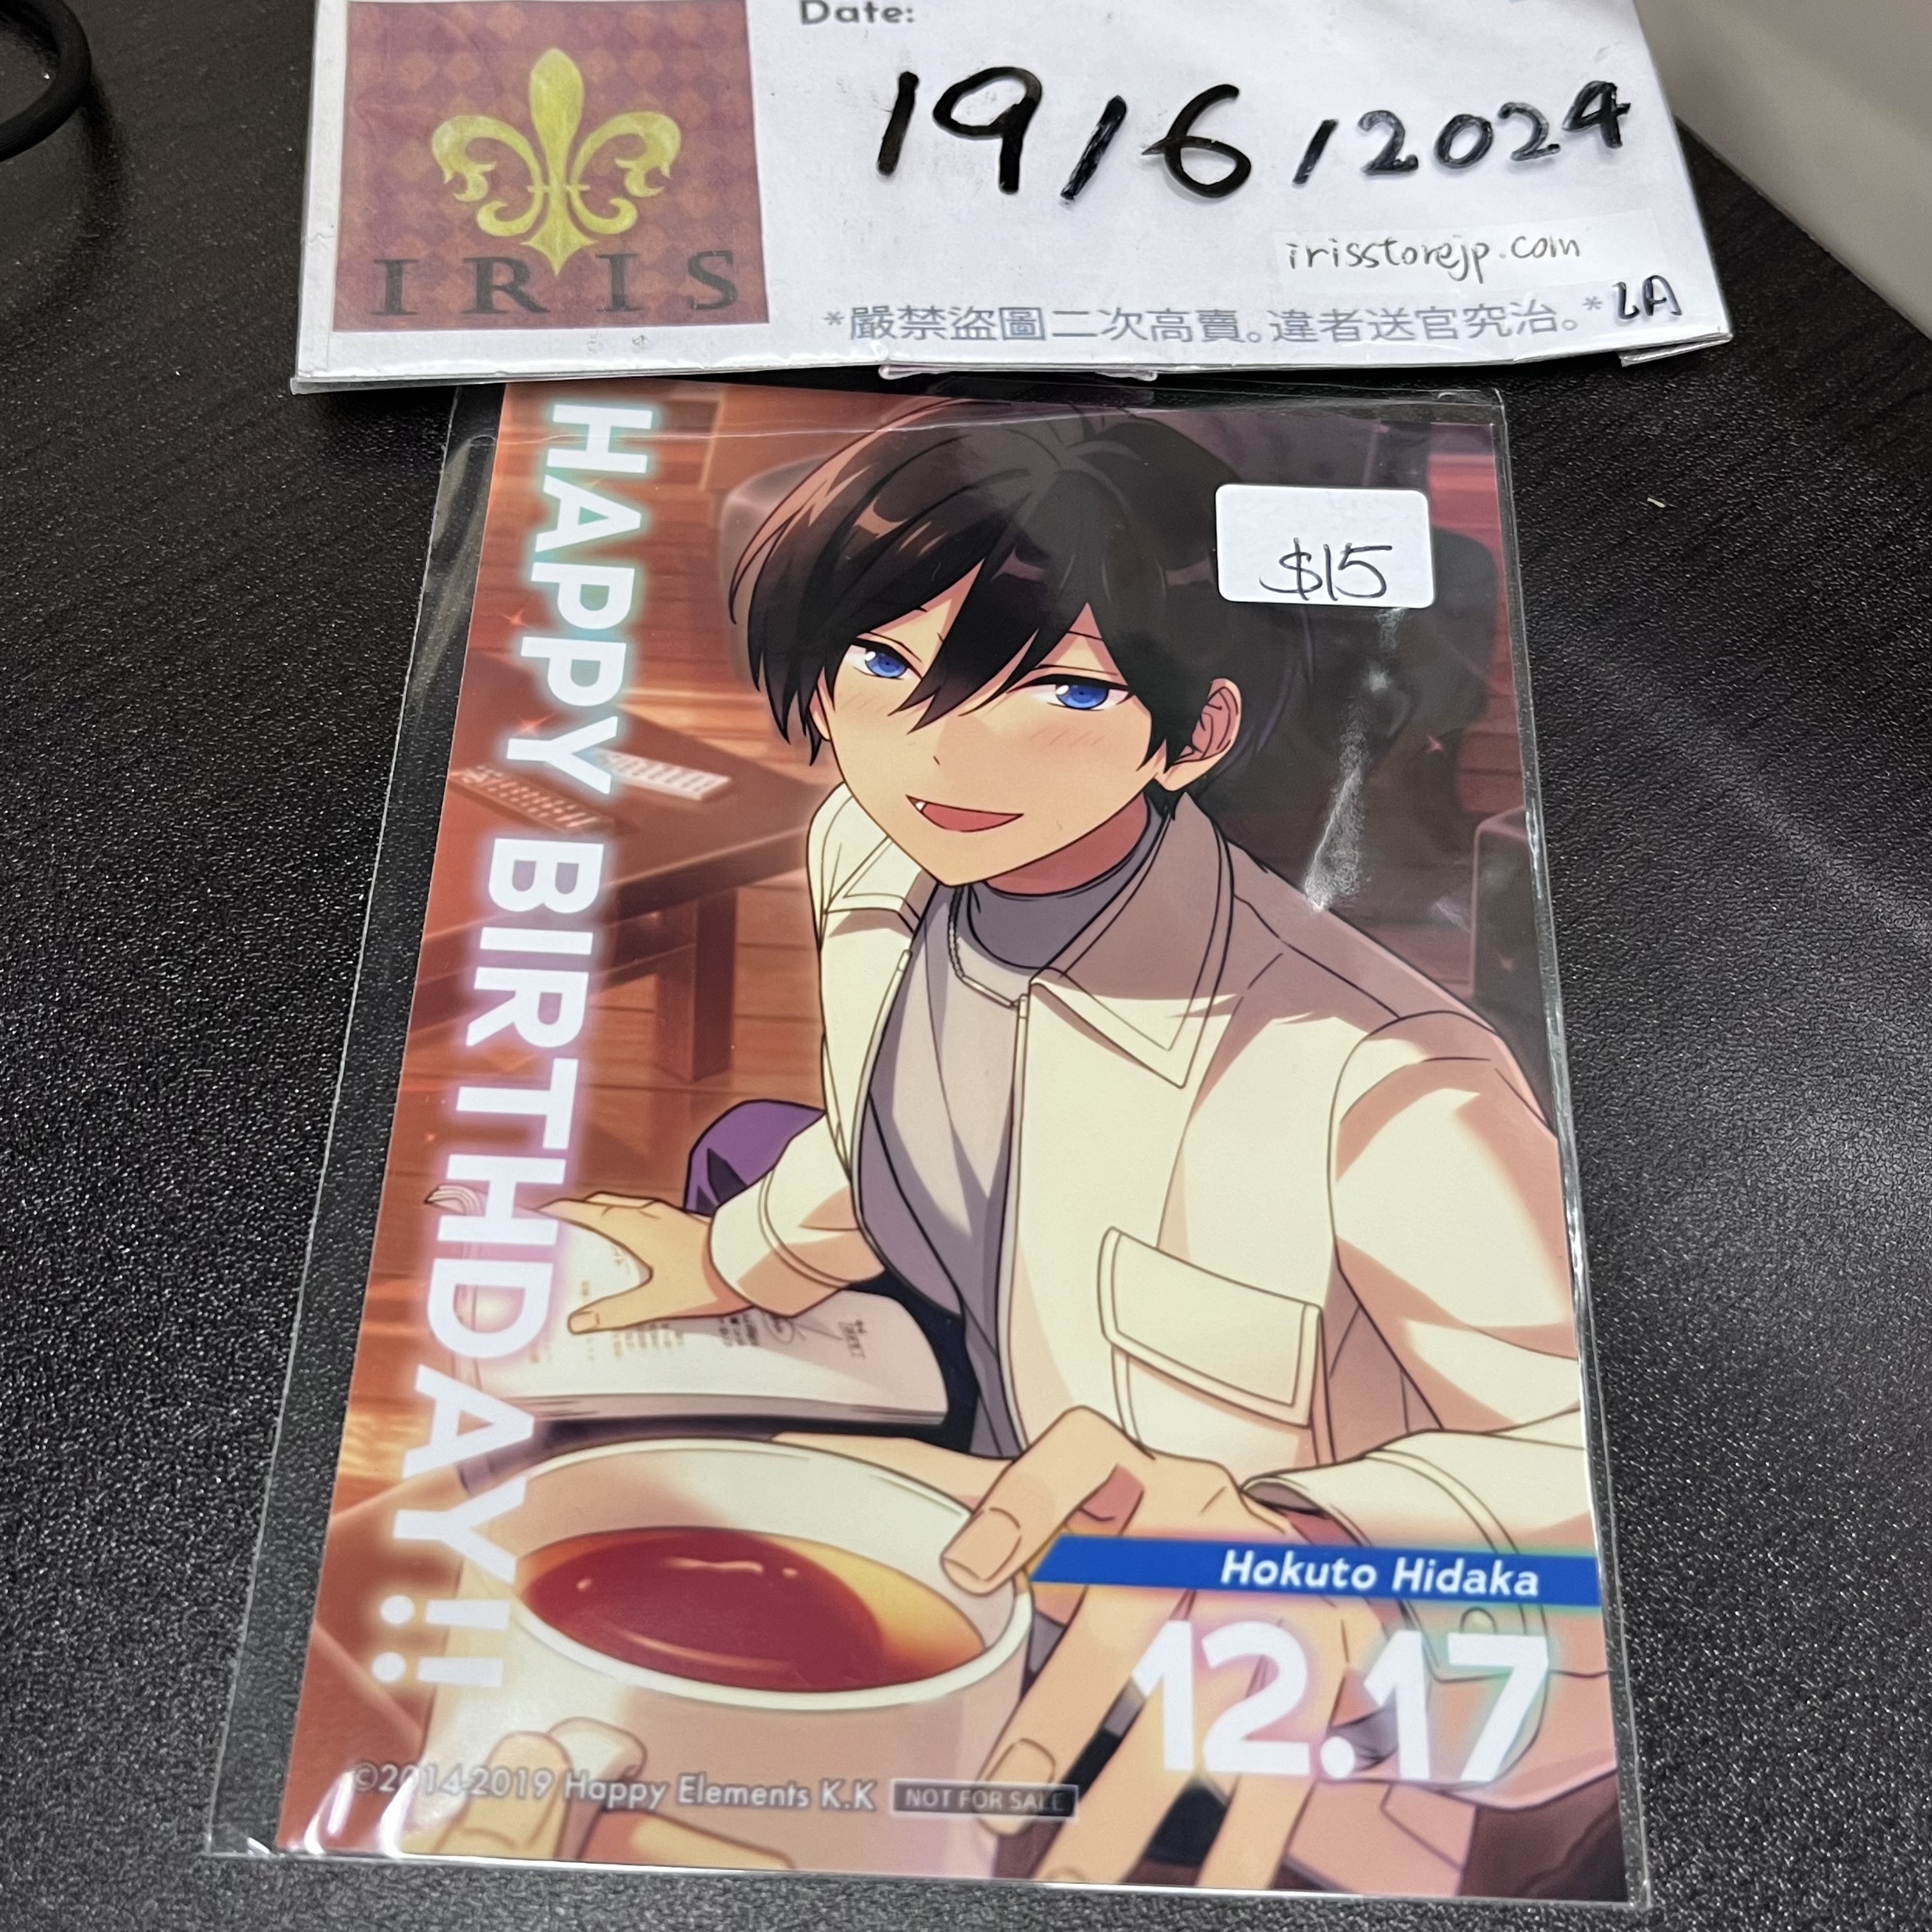 Date:
19/6/2024
IRIS
irisstorejp.com
*嚴禁盜圖二次高賣。違者送官究治。* LA
$15
HAPPY BIRTHDAY!!
Hokuto Hidaka
12.17
©2014-2019 Happy Elements K.K NOT FOR SALE